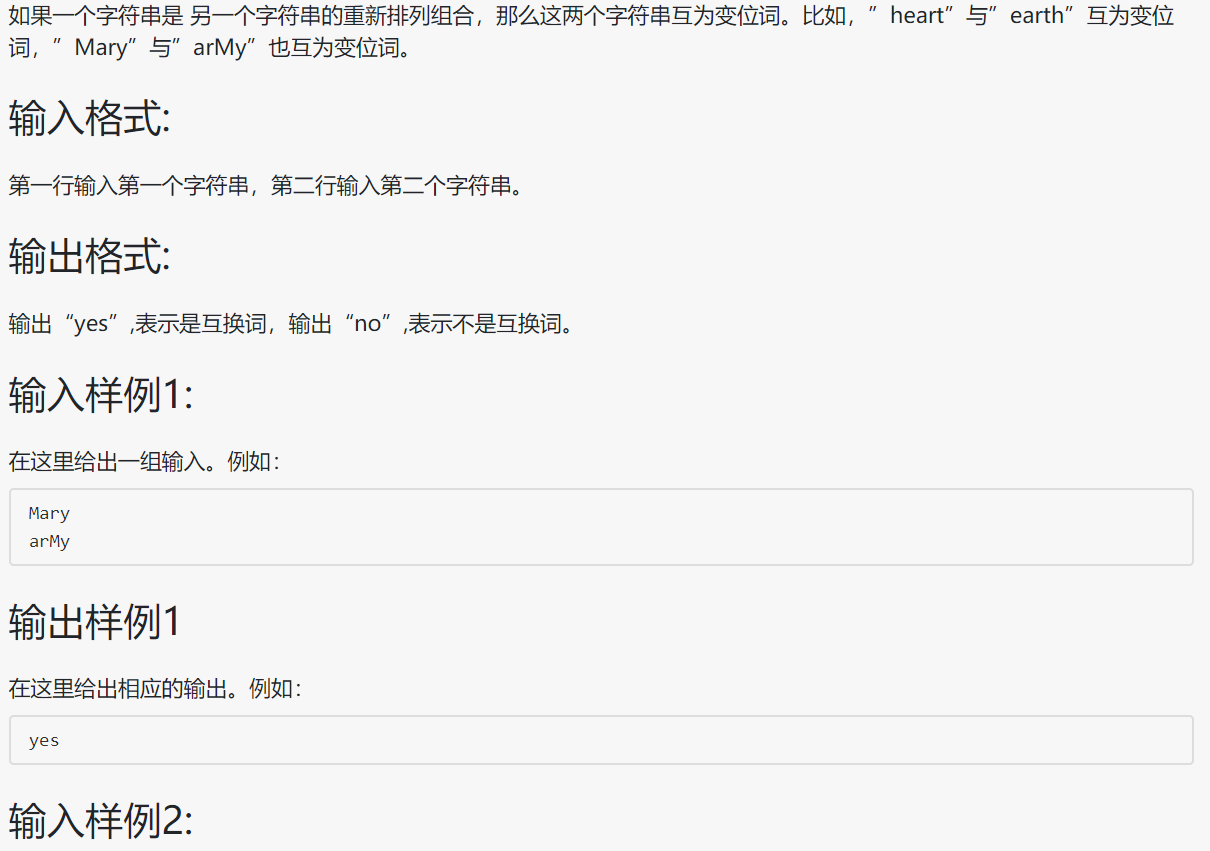 如果一个字符串是 另一个字符串的重新排列组合，那么这两个字符串互为变位词。比如，”heart”与”earth”互为变位
词，”Mary”与”arMy”也互为变位词。
输入格式:
第一行输入第一个字符串，第二行输入第二个字符串。
输出格式:
输出“yes”,表示是互换词，输出“no”,表示不是互换词。
输入样例1:
在这里给出一组输入。例如：
Mary
arMy
输出样例1
在这里给出相应的输出。例如：
yes
输入样例2: